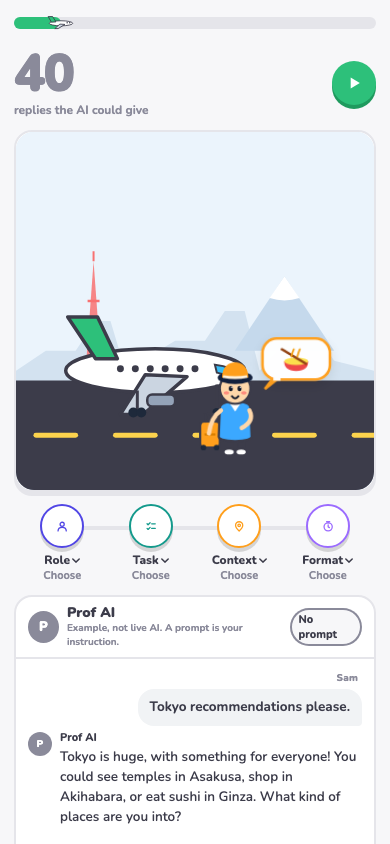 40
replies the AI could give
Role
Choose
Task
Choose
Context
Choose
Format
Choose
P
Prof AI
Example, not live AI. A prompt is your
instruction.
No
prompt
Sam
Tokyo recommendations please.
P
Prof AI
Tokyo is huge, with something for everyone! You
could see temples in Asakusa, shop in
Akihabara, or eat sushi in Ginza. What kind of
places are you into?